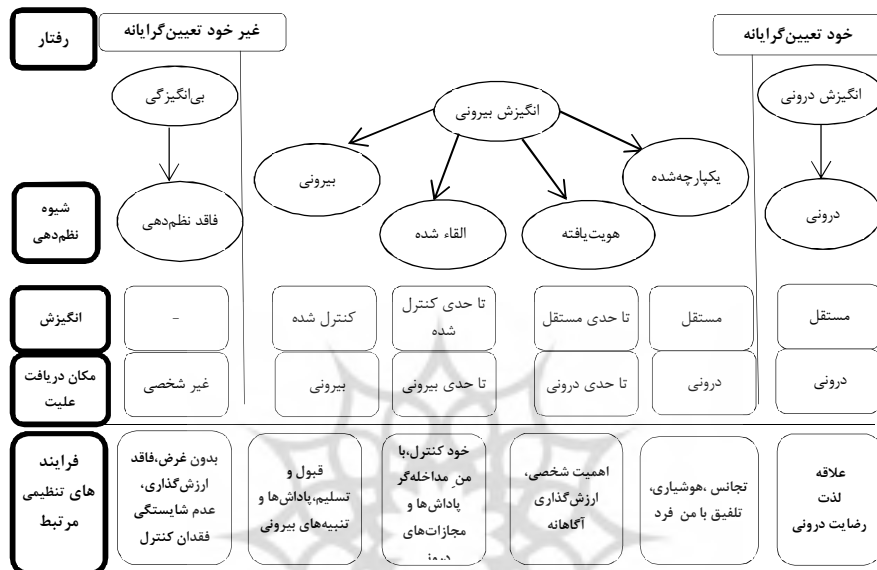 رفتار
غیر خود تعیین‌گرایانه
خود تعیین‌گرایانه
بی‌انگیزگی
انگیزش بیرونی
انگیزش درونی
شیوه
نظم‌دهی
فاقد نظم‌دهی
بیرونی
القاء شده
هویت‌یافته
یکپارچه‌شده
درونی
انگیزش
-
کنترل شده
تا حدی کنترل
شده
تا حدی مستقل
مستقل
مستقل
مکان دریافت
علیت
غیر شخصی
بیرونی
تا حدی بیرونی
تا حدی درونی
درونی
درونی
فرایند
های تنظیمی
مرتبط
بدون غرض،فاقد
ارزش‌گذاری،
عدم شایستگی
فقدان کنترل
قبول و
تسلیم،پاداش‌ها و
تنبیه‌های بیرونی
خود کنترل،با
منِ مداخله‌گر
پاداش‌ها و
مجازات‌های
اهمیت شخصی،
ارزش‌گذاری
آگاهانه
تجانس ،هوشیاری،
تلفیق با من فرد
علاقه
لذت
رضایت درونی